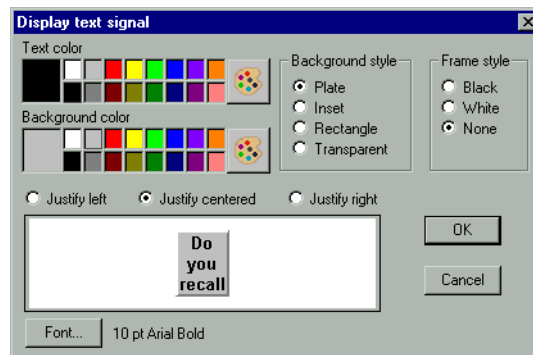 Display text signal
Text color
Background color
Background style
Plate
Inset
Rectangle
Transparent
Frame style
Black
White
None
Justify left
Justify centered
Justify right
Do
you
recall
OK
Cancel
Font...
10 pt Arial Bold